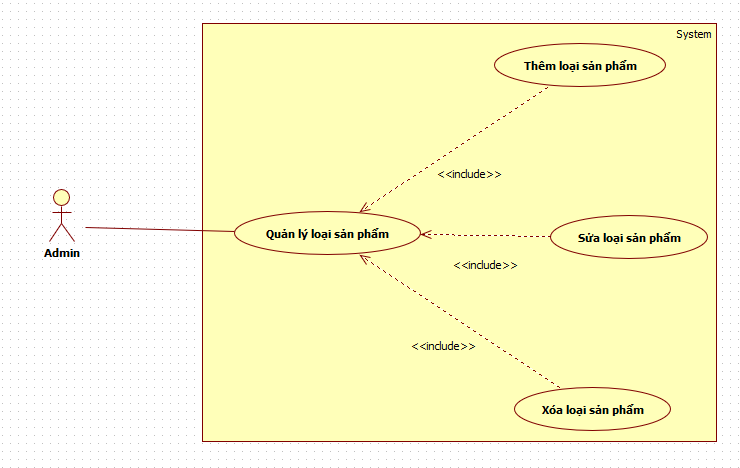 System
Thêm loại sản phẩm
<<include>>
Admin
Quản lý loại sản phẩm
Sửa loại sản phẩm
<<include>>
<<include>>
Xóa loại sản phẩm